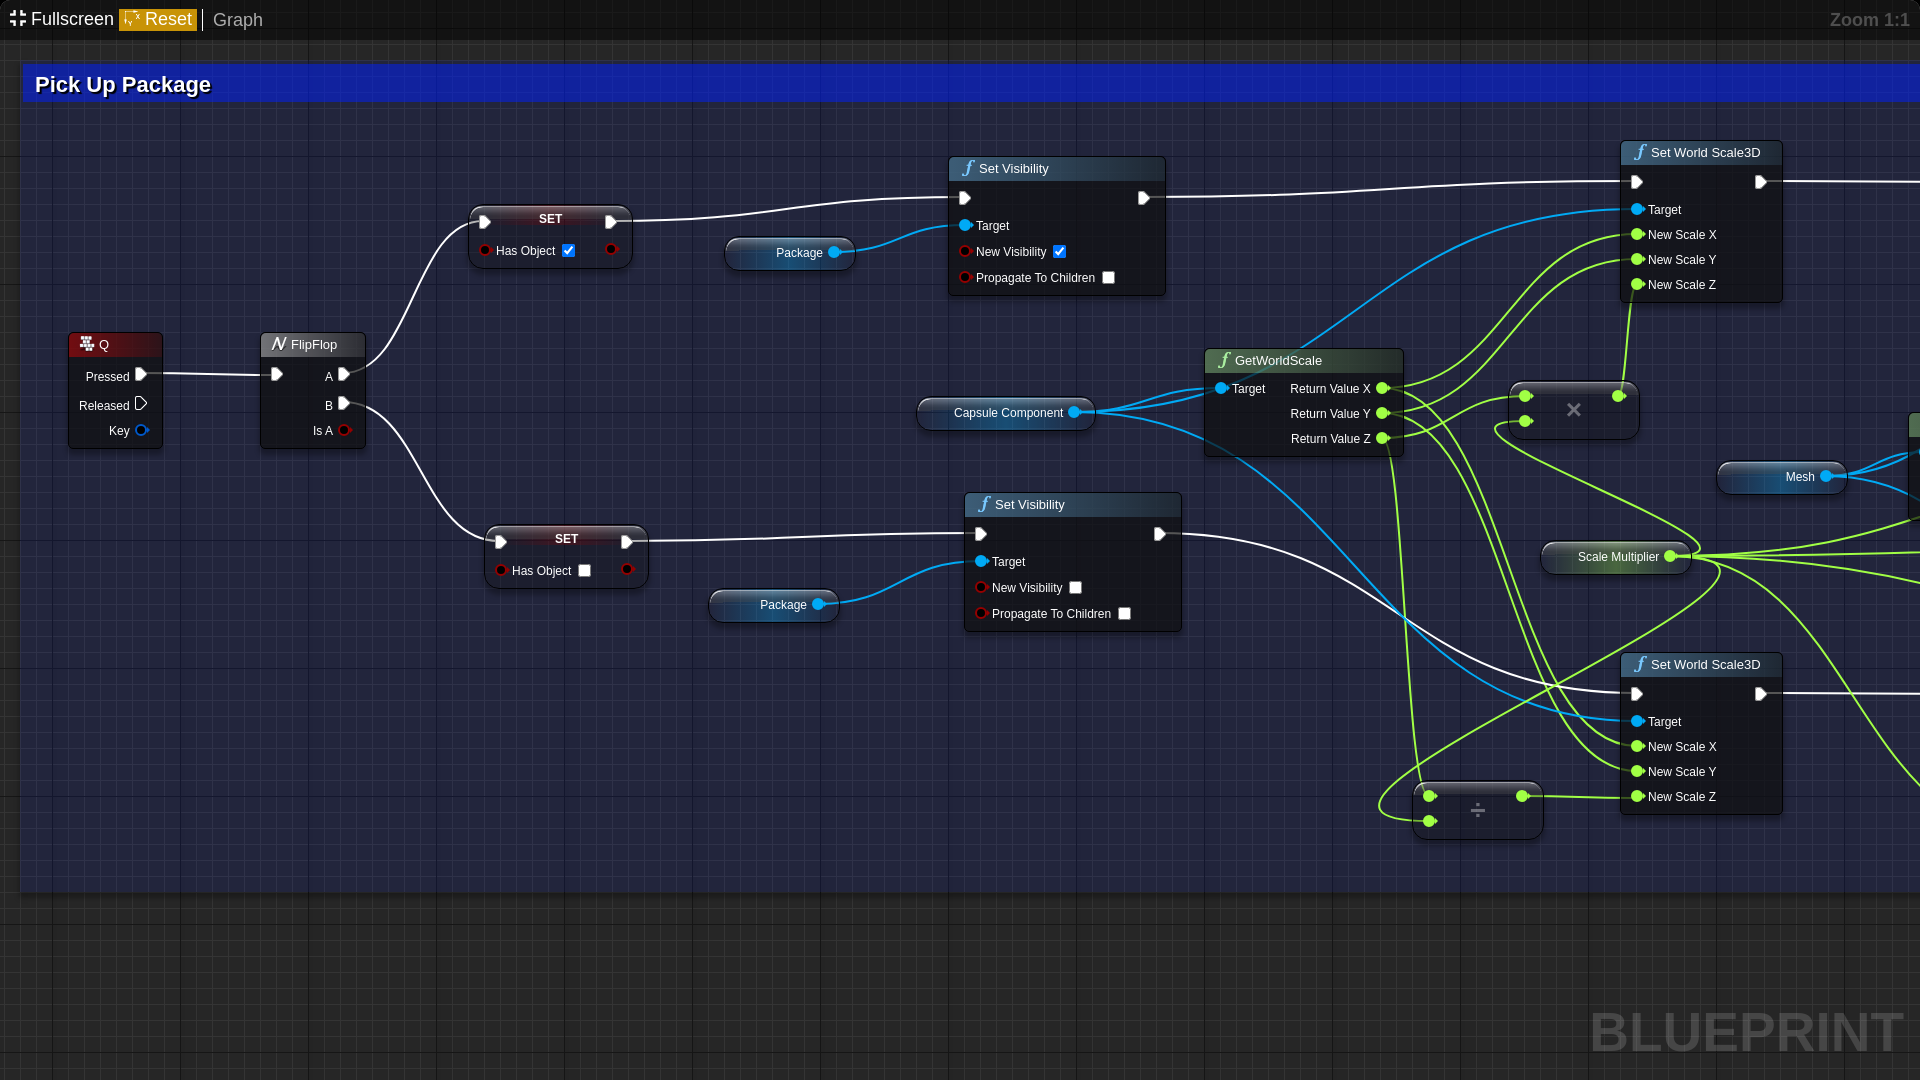 Fullscreen Reset Graph Zoom 1:1
Pick Up Package
Q
Pressed
Released
Key
FlipFlop
A
B
Is A
SET
Has Object
SET
Has Object
Package
Package
Set Visibility
Target
New Visibility
Propagate To Children
Capsule Component
Set Visibility
Target
New Visibility
Propagate To Children
GetWorldScale
Target Return Value X
Return Value Y
Return Value Z
×
÷
Set World Scale3D
Target
New Scale X
New Scale Y
New Scale Z
Mesh
Scale Multiplier
Set World Scale3D
Target
New Scale X
New Scale Y
New Scale Z
BLUEPRINT